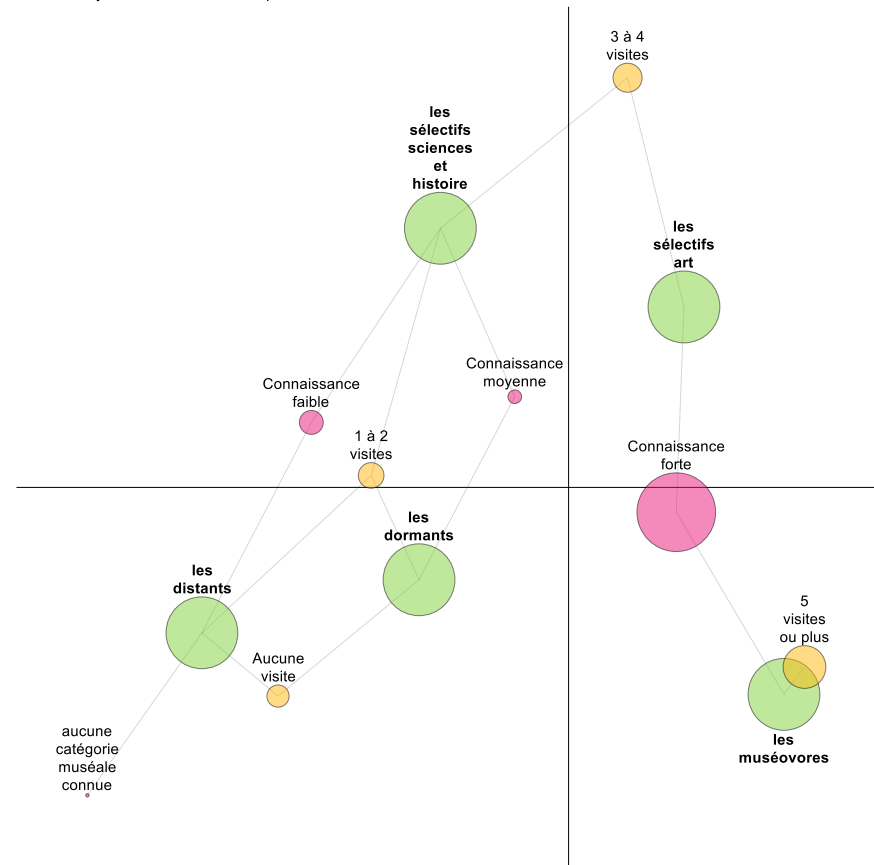 3 à 4
visites
les
sélectifs
sciences
et
histoire
les
sélectifs
art
Connaissance
moyenne
Connaissance
faible
1 à 2
visites
Connaissance
forte
les
dormants
les
distants
5
visites
ou plus
Aucune
visite
aucune
catégorie
muséale
connue
les
muséovores